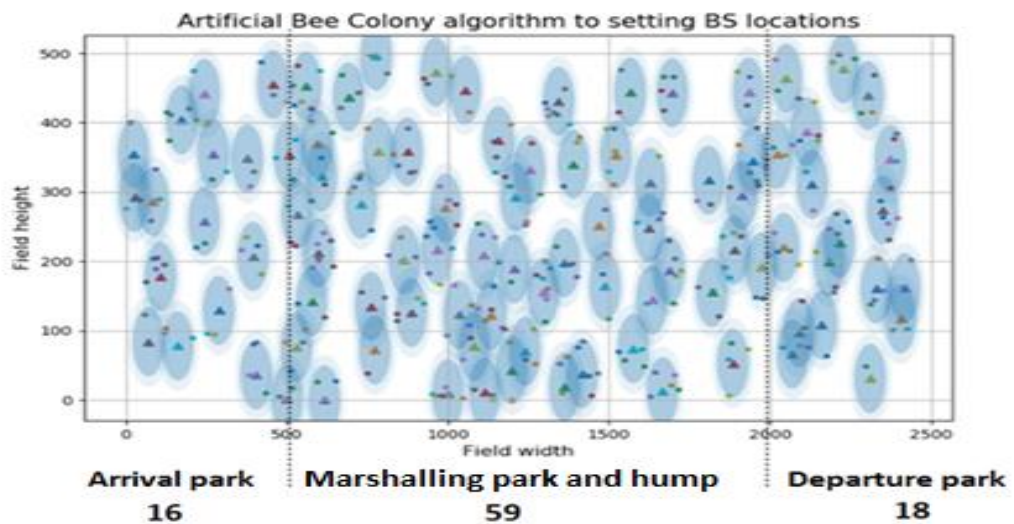 Artificial Bee Colony algorithm to setting BS locations
500
400
300
200
100
0
Field height
0 500 1000 1500 2000 2500
Field width
Arrival park Marshalling park and hump Departure park
16 59 18